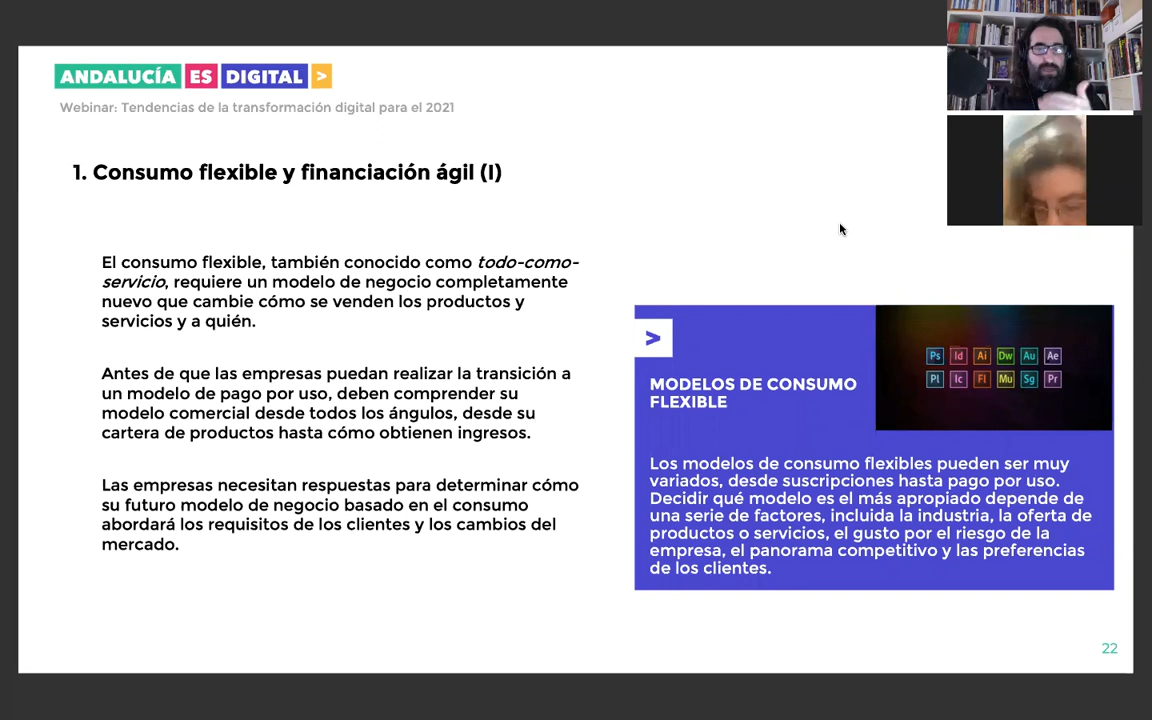 ANDALUCÍA ES DIGITAL >
Webinar: Tendencias de la transformación digital para el 2021
1. Consumo flexible y financiación ágil (I)
El consumo flexible, también conocido como todo-como-
servicio, requiere un modelo de negocio completamente
nuevo que cambie cómo se venden los productos y
servicios y a quién.
Antes de que las empresas puedan realizar la transición a
un modelo de pago por uso, deben comprender su
modelo comercial desde todos los ángulos, desde su
cartera de productos hasta cómo obtienen ingresos.
Las empresas necesitan respuestas para determinar cómo
su futuro modelo de negocio basado en el consumo
abordará los requisitos de los clientes y los cambios del
mercado.
>
Ps Id Ai Dw Au Ae
Pl Ic Fl Mu Sg Pr
MODELOS DE CONSUMO
FLEXIBLE
Los modelos de consumo flexibles pueden ser muy
variados, desde suscripciones hasta pago por uso.
Decidir qué modelo es el más apropiado depende de
una serie de factores, incluida la industria, la oferta de
productos o servicios, el gusto por el riesgo de la
empresa, el panorama competitivo y las preferencias
de los clientes.
22